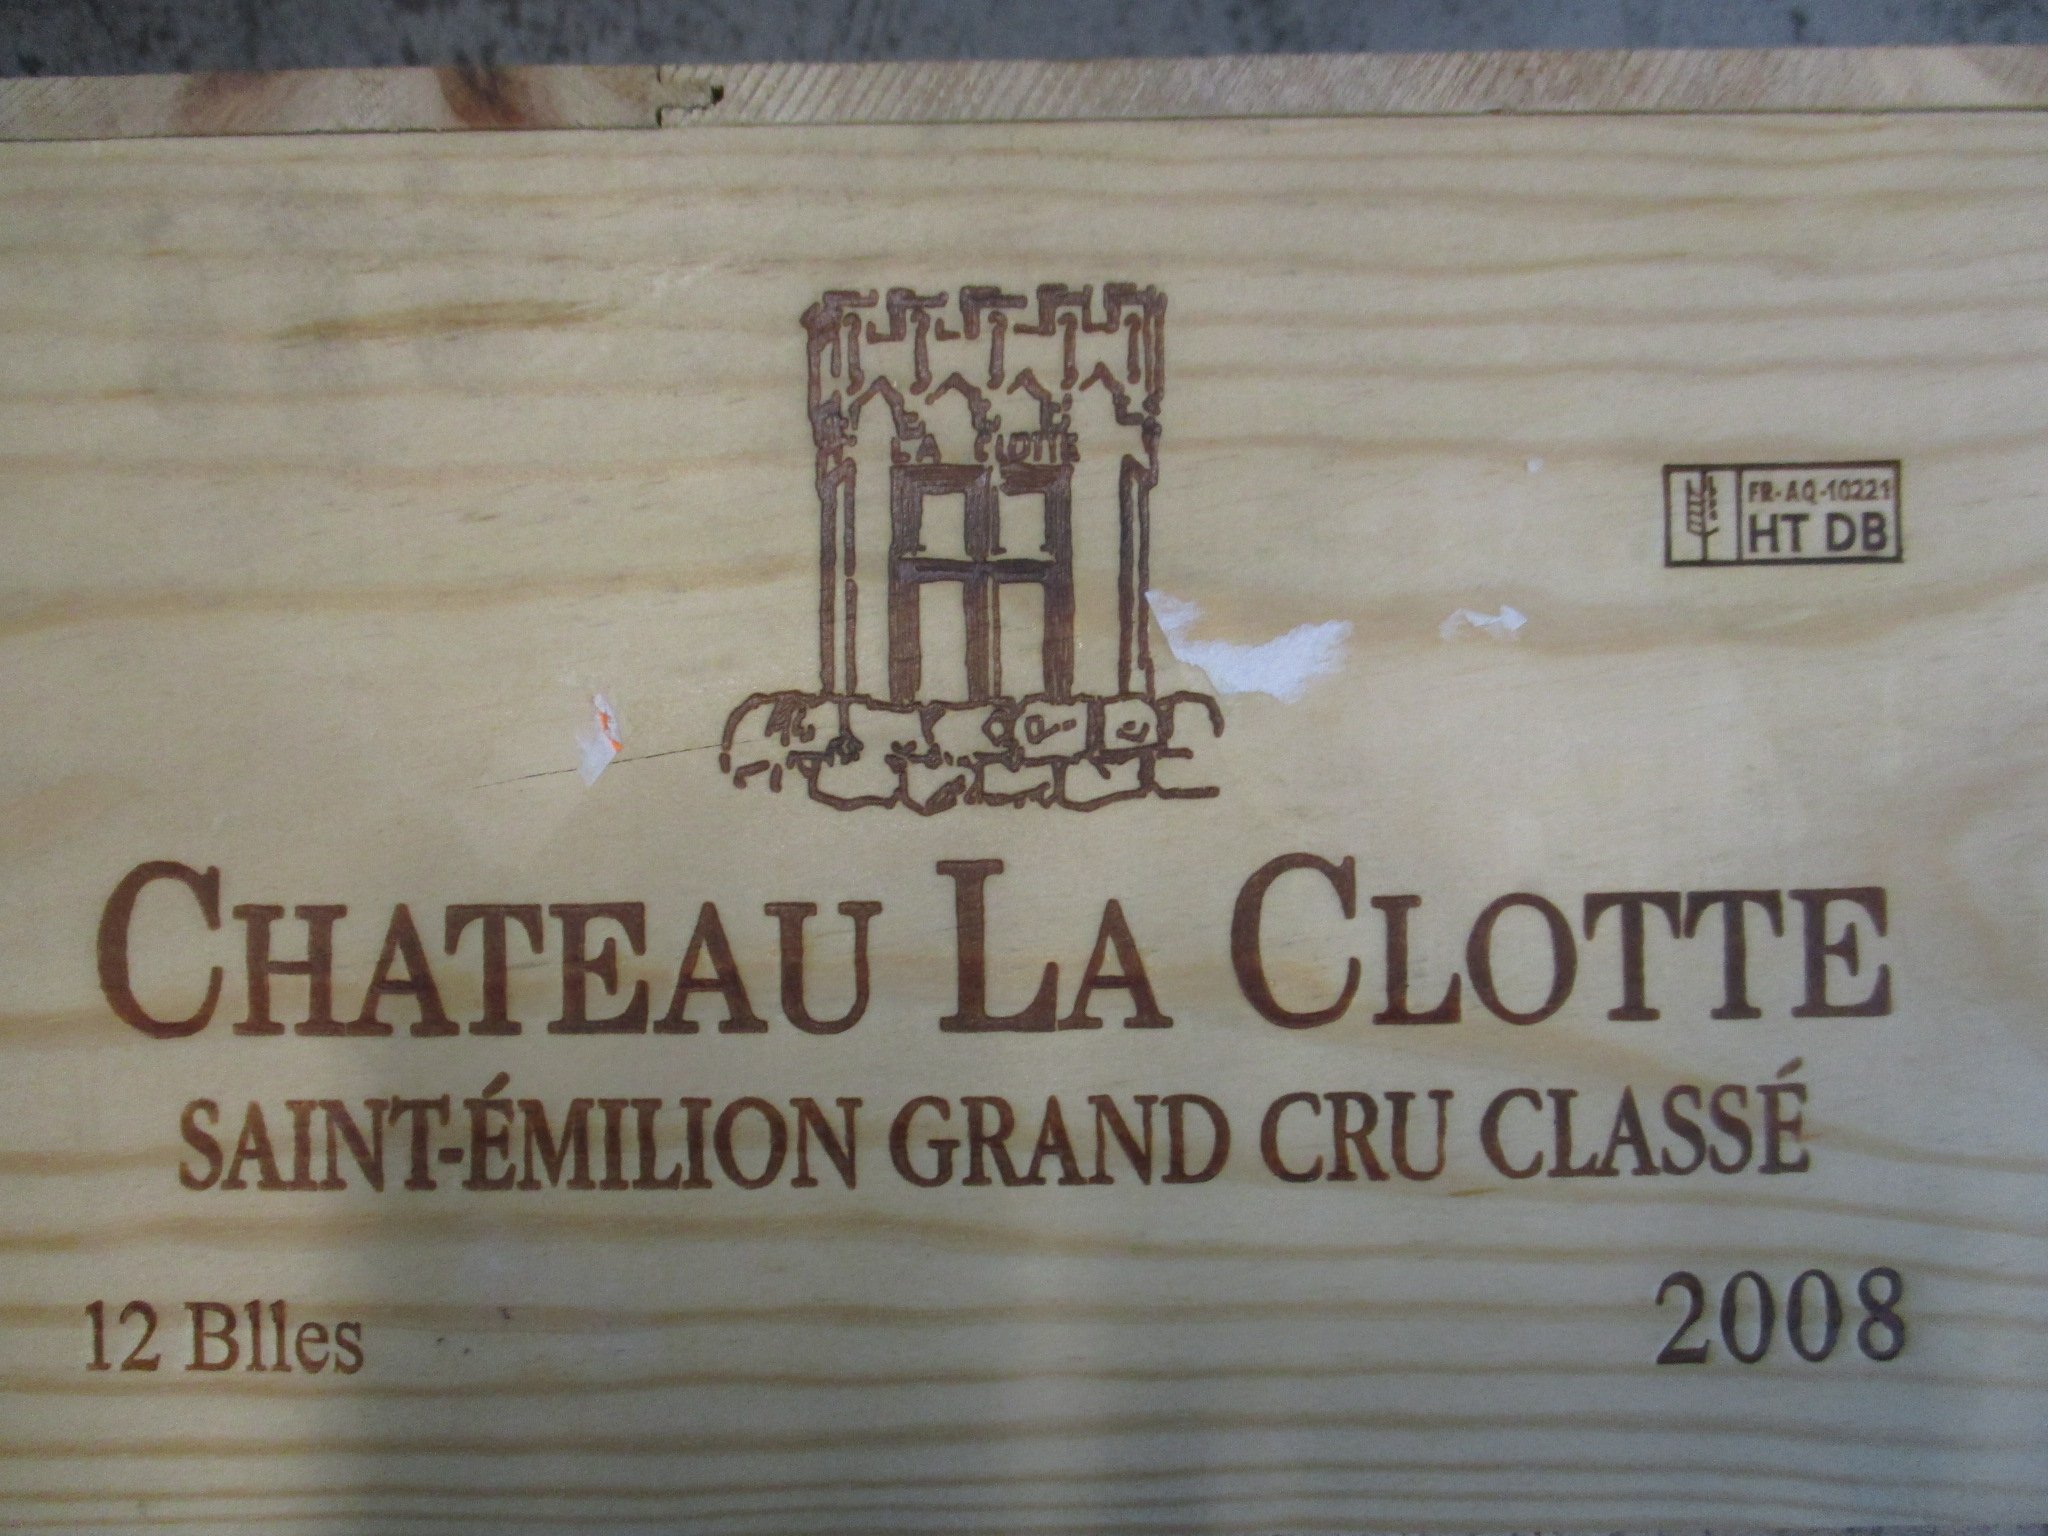 LA CLOTTE
FR-AQ-10221
HT DB
CHATEAU LA CLOTTE
SAINT-ÉMILION GRAND CRU CLASSÉ
12 Blles
2008